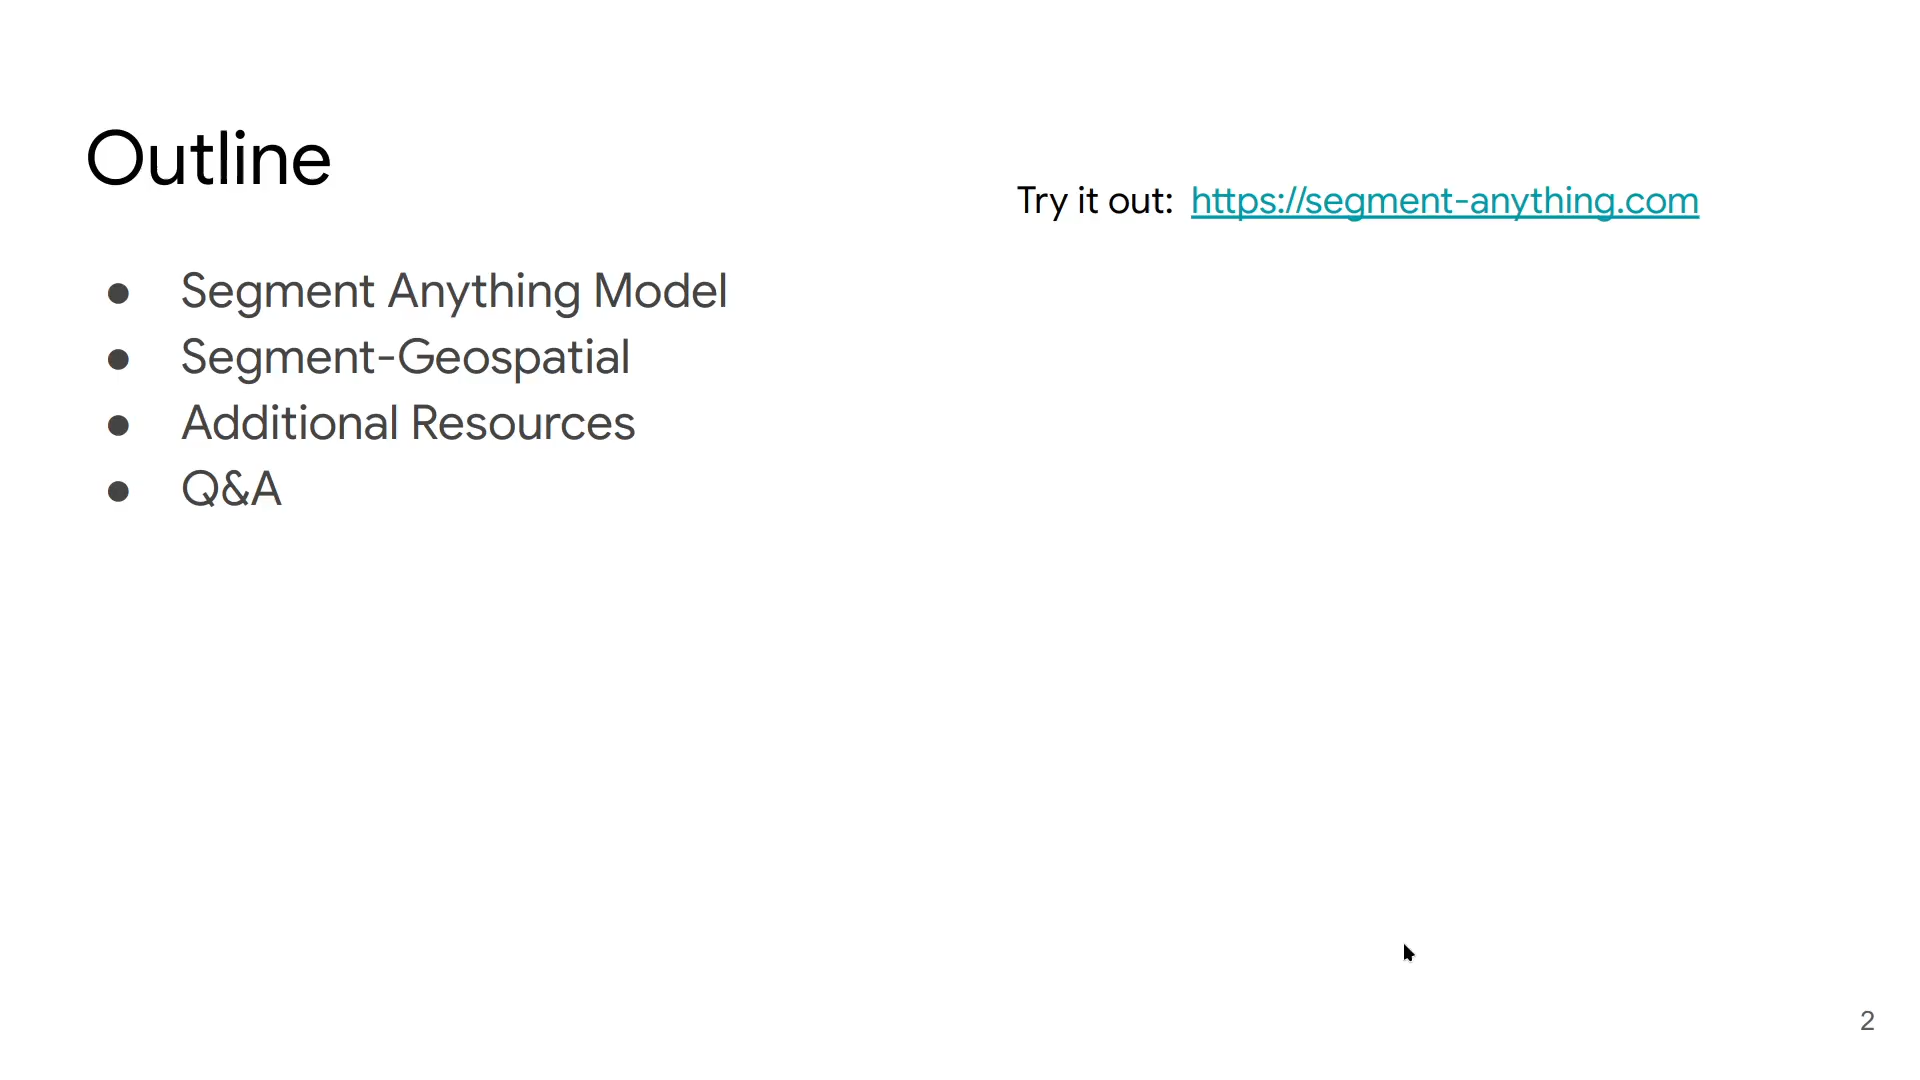 Outline
Try it out: https://segment-anything.com
● Segment Anything Model
● Segment-Geospatial
● Additional Resources
● Q&A
2